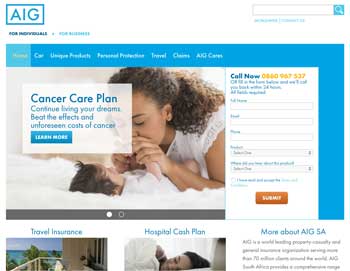 AIG
WORLDWIDE | CONTACT US
FOR INDIVIDUALS
FOR BUSINESS
Home Car Unique Products Personal Protection Travel Claims AIG Cares
Cancer Care Plan
Continue living your dreams.
Beat the effects and
unforeseen costs of cancer
LEARN MORE
Call Now 0860 967 537
OR fill in the form below and we will call
you back within 24 hours.
All fields required.
Full Name
Email
Phone
Product
Select One
Where did you hear about this product?
Select One
I have read and accept the Terms and
Conditions
SUBMIT
Travel Insurance
Hospital Cash Plan
More about AIG SA
AIG is a world leading property-casualty and
general insurance organization serving more
than 70 million clients around the world. AIG
South Africa provides a comprehensive range